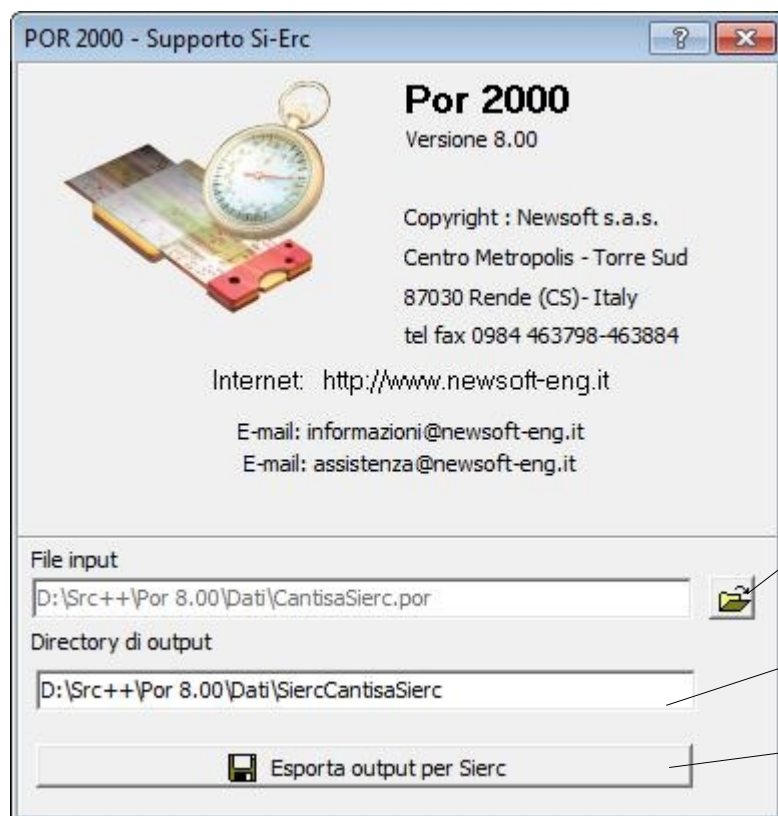 POR 2000 - Supporto Si-Erc
Por 2000
Versione 8.00
Copyright : Newsoft s.a.s.
Centro Metropolis - Torre Sud
87030 Rende (CS)- Italy
tel fax 0984 463798-463884
Internet: http://www.newsoft-eng.it
E-mail: informazioni@newsoft-eng.it
E-mail: assistenza@newsoft-eng.it
File input
D:\Src++\Por 8.00\Dati\CantisaSierc.por
Directory di output
D:\Src++\Por 8.00\Dati\SiercCantisaSierc
Esporta output per Sierc